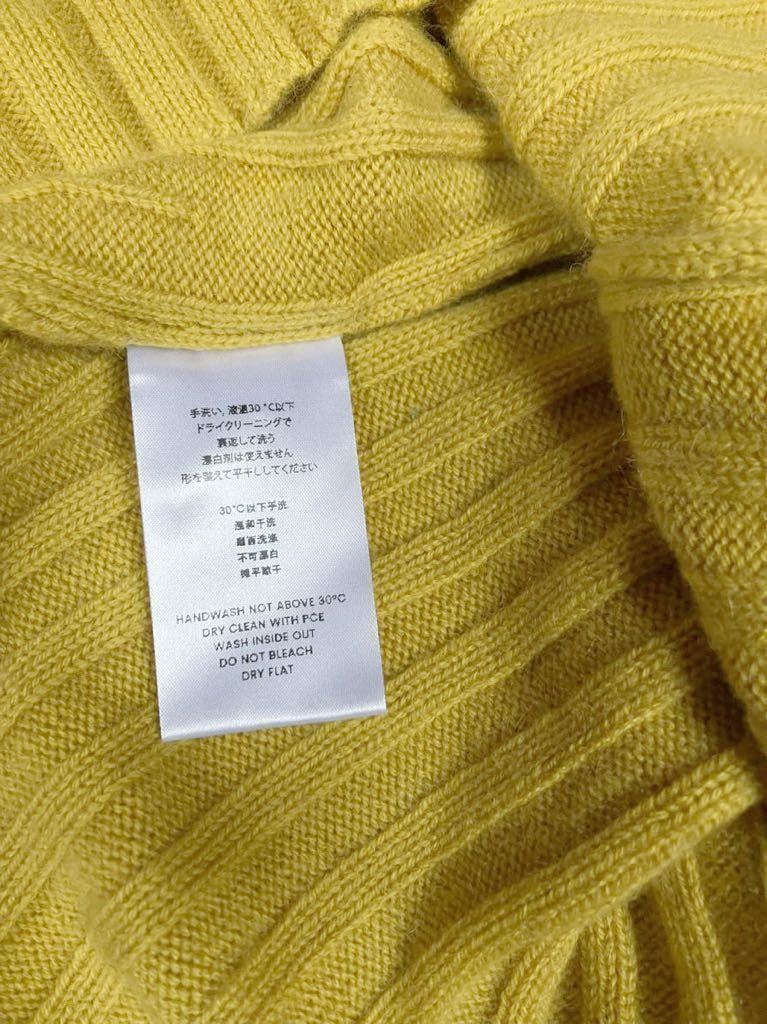 手洗い, 液温30°C以下
ドライクリーニングで
裏返して洗う
漂白剤は使えません
形を整えて平干ししてください
30°C以下手洗
温和干洗
翻面洗涤
不可漂白
摊平晾干
HANDWASH NOT ABOVE 30°C
DRY CLEAN WITH PCE
WASH INSIDE OUT
DO NOT BLEACH
DRY FLAT